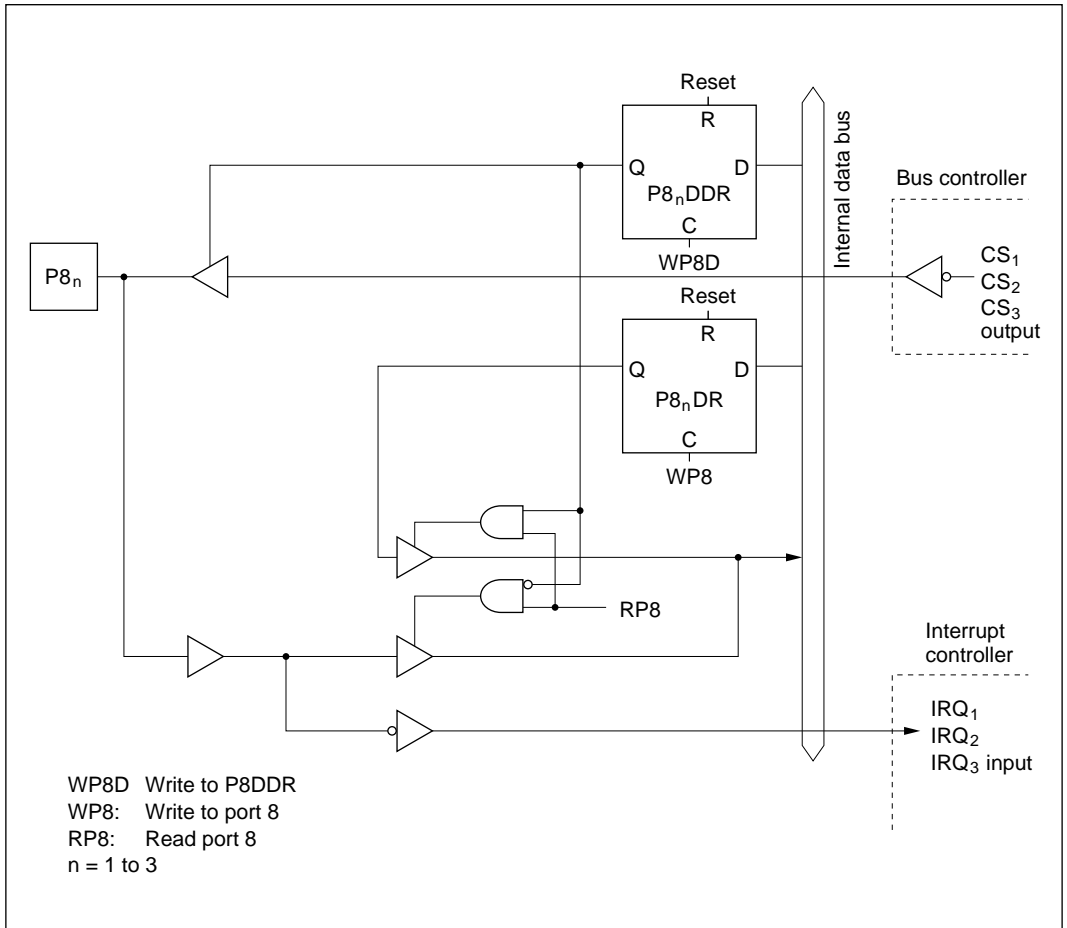 Reset
R
Q D
P8nDDR
C
WP8D
Internal data bus
Bus controller
CS1
CS2
CS3
output
P8n
Reset
R
Q D
P8nDR
C
WP8
RP8
Interrupt
controller
IRQ1
IRQ2
IRQ3 input
WP8D Write to P8DDR
WP8: Write to port 8
RP8: Read port 8
n = 1 to 3